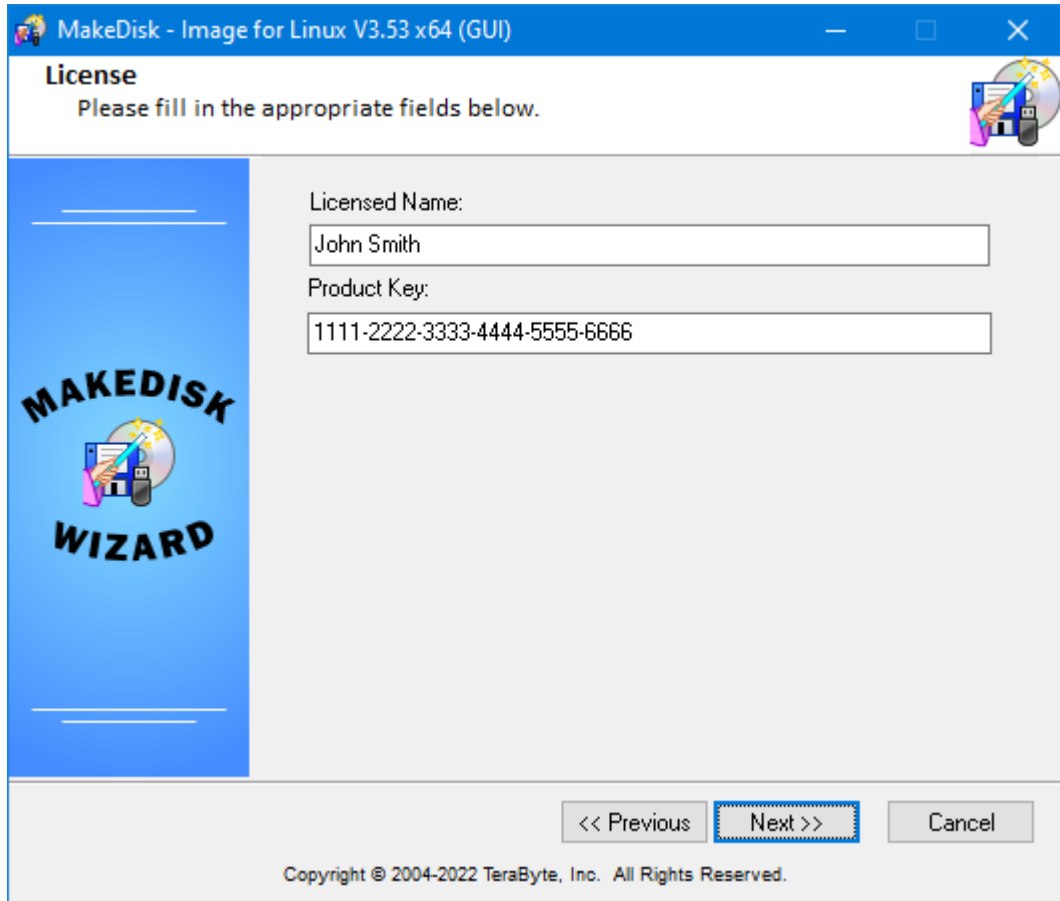 MakeDisk - Image for Linux V3.53 x64 (GUI)
License
Please fill in the appropriate fields below.
Licensed Name:
John Smith
Product Key:
1111-2222-3333-4444-5555-6666
MAKEDISK
WIZARD
<< Previous
Next >>
Cancel
Copyright © 2004-2022 TeraByte, Inc. All Rights Reserved.